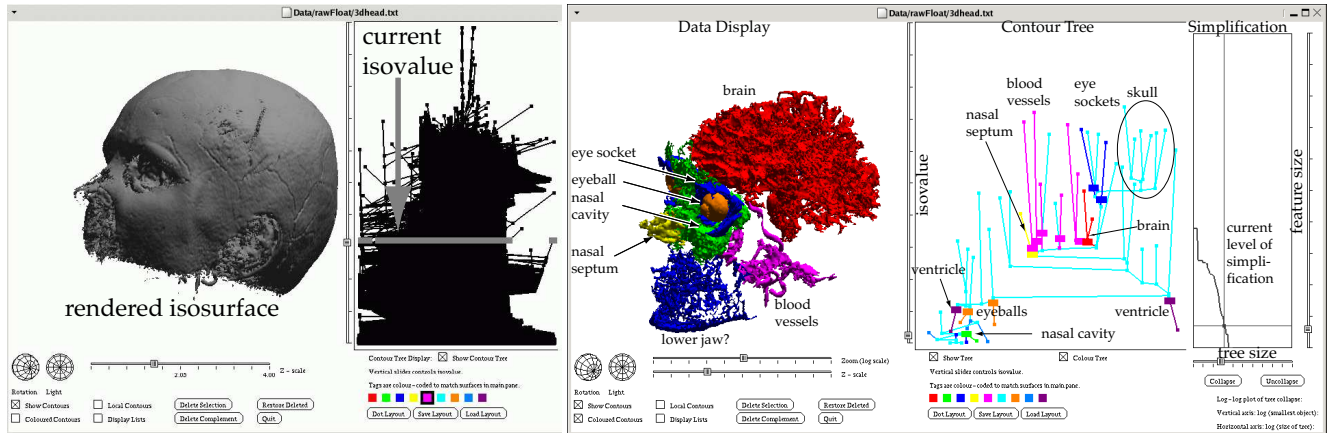 Data/rawFloat/3dhead.txt
current
isovalue
rendered isosurface
Rotation
Light
2.03
4.00
Z - scale
Show Contours
Local Contours
Delete Selection
Restore Deleted
Coloured Contours
Display Lists
Delete Complement
Quit
Contour Tree Display:
Show Contour Tree
Vertical slider controls isovalue.
Tags are colour - coded to match surfaces in main pane.
Dot Layout
Save Layout
Load Layout
Data/rawFloat/3dhead.txt
Data Display
Contour Tree
Simplification
brain
eye socket
eyeball
nasal
cavity
nasal
septum
blood
vessels
lower jaw?
isovalue
blood
vessels
eye
sockets
skull
nasal
septum
brain
ventricle
eyeballs
ventricle
nasal cavity
current
level of
simpli-
fication
feature size
tree size
Rotation
Light
Zoom (log scale)
Z - scale
Show Contours
Local Contours
Delete Selection
Restore Deleted
Coloured Contours
Display Lists
Delete Complement
Quit
Show Tree
Colour Tree
Vertical slider controls isovalue.
Tags are colour - coded to match surfaces in main pane.
Dot Layout
Save Layout
Load Layout
Collapse
Uncollapse
Log - log plot of tree collapse:
Vertical axis: log (smallest object):
Horizontal axis: log (size of tree):